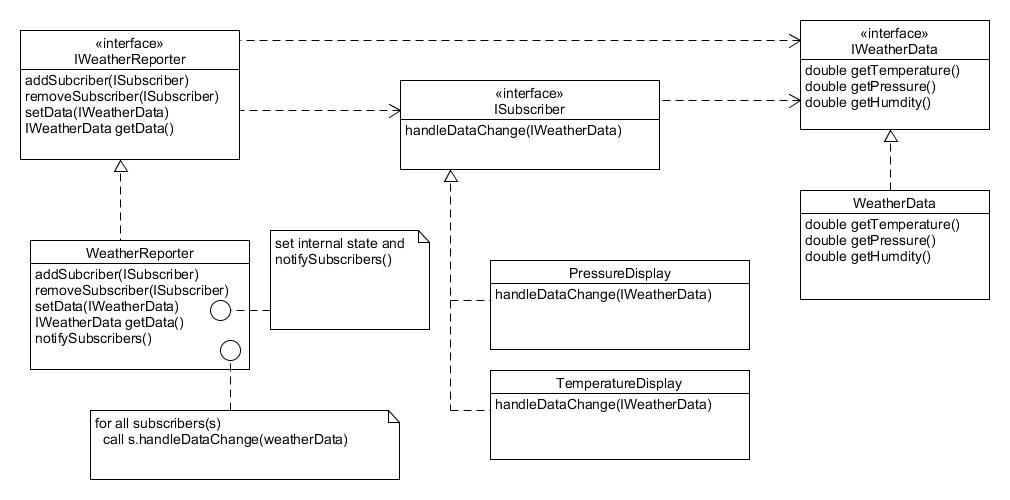 «interface»
IWeatherReporter
addSubcriber(ISubscriber)
removeSubscriber(ISubscriber)
setData(IWeatherData)
IWeatherData getData()
«interface»
ISubscriber
handleDataChange(IWeatherData)
«interface»
IWeatherData
double getTemperature()
double getPressure()
double getHumdity()
WeatherData
double getTemperature()
double getPressure()
double getHumdity()
WeatherReporter
addSubcriber(ISubscriber)
removeSubscriber(ISubscriber)
setData(IWeatherData)
IWeatherData getData()
notifySubscribers()
set internal state and
notifySubscribers()
PressureDisplay
handleDataChange(IWeatherData)
TemperatureDisplay
handleDataChange(IWeatherData)
for all subscribers(s)
call s.handleDataChange(weatherData)